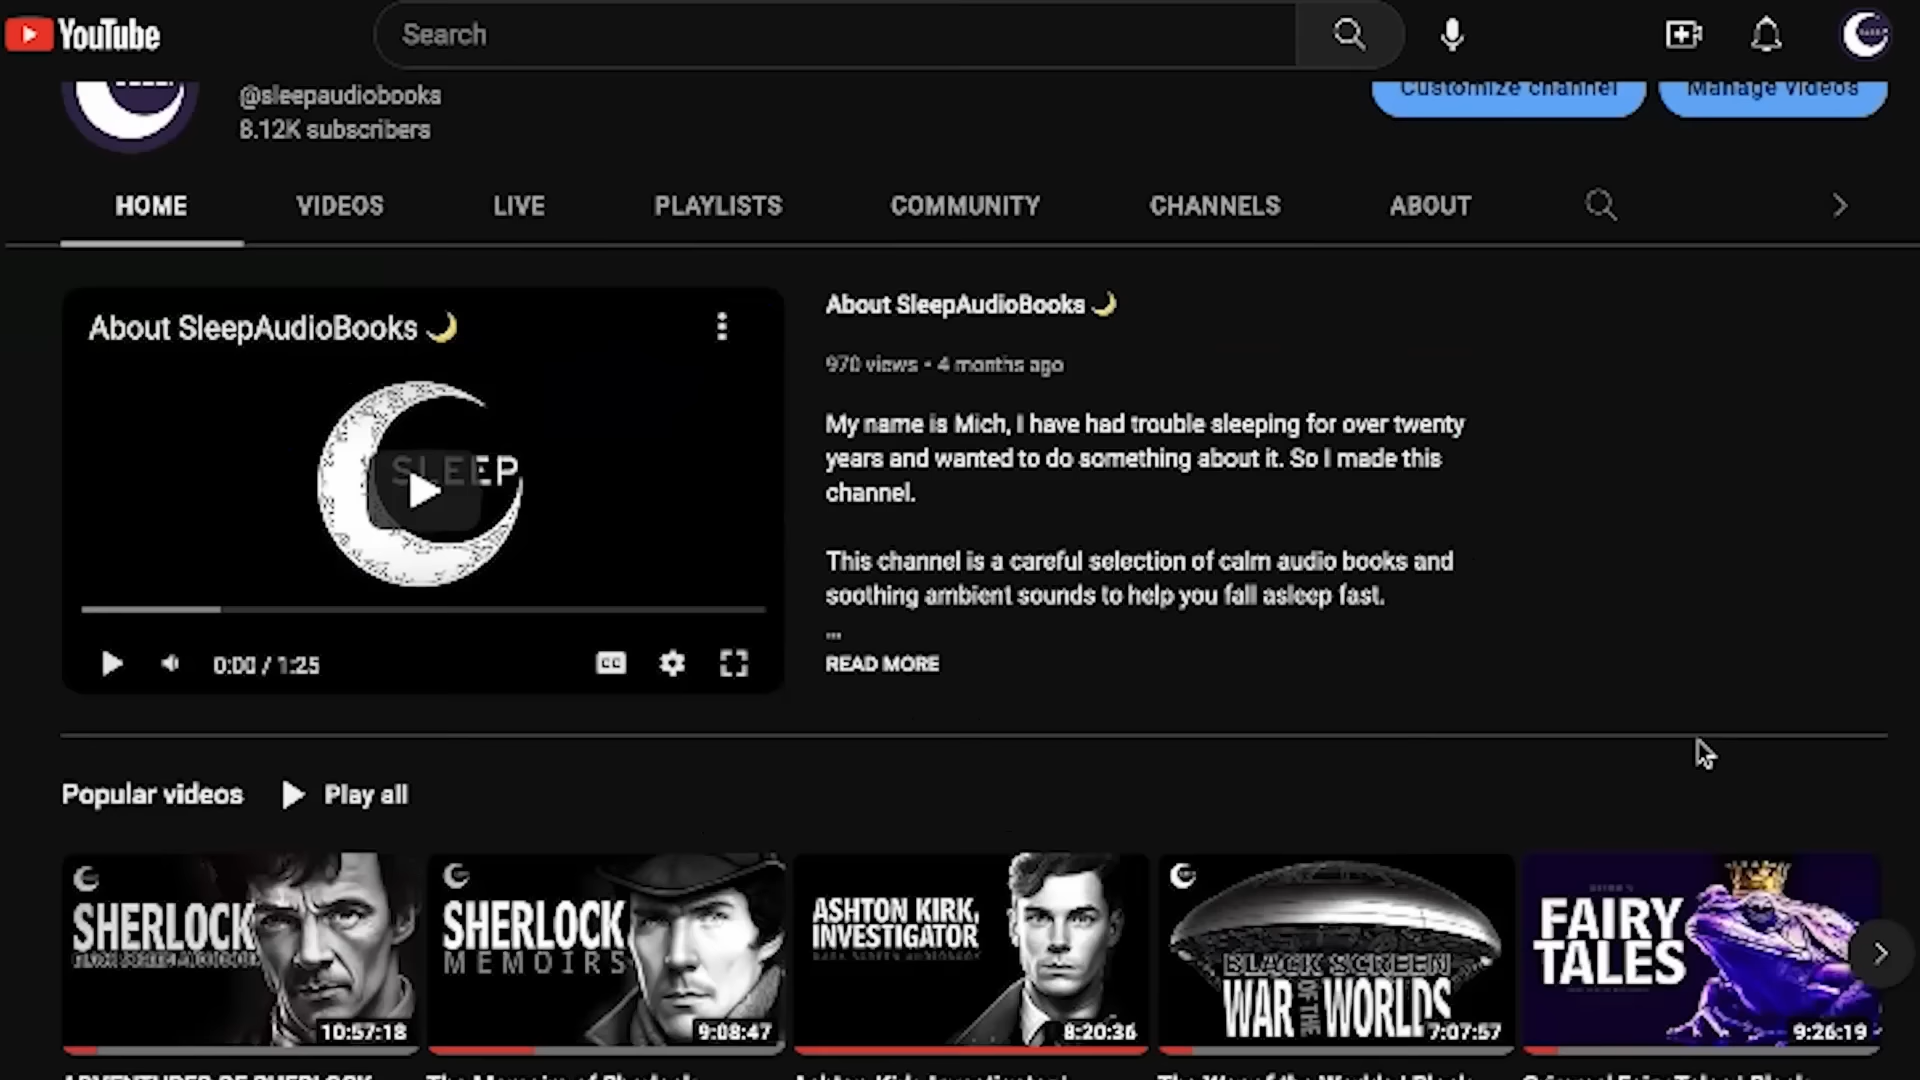 YouTube
Search
@sleepaudiobooks
8.12K subscribers
Customize channel
Manage videos
HOME
VIDEOS
LIVE
PLAYLISTS
COMMUNITY
CHANNELS
ABOUT
About SleepAudioBooks 🌙
SLEEP
CC
0:00 / 1:25
About SleepAudioBooks 🌙
970 views • 4 months ago
My name is Mich, I have had trouble sleeping for over twenty
years and wanted to do something about it. So I made this
channel.
This channel is a careful selection of calm audio books and
soothing ambient sounds to help you fall asleep fast.
...
READ MORE
Popular videos
Play all
SHERLOCK
10:57:18
SHERLOCK
MEMOIRS
9:08:47
ASHTON KIRK,
INVESTIGATOR
8:20:36
BLACK SCREEN
WAR OF THE WORLDS
7:07:57
FAIRY
TALES
9:26:19